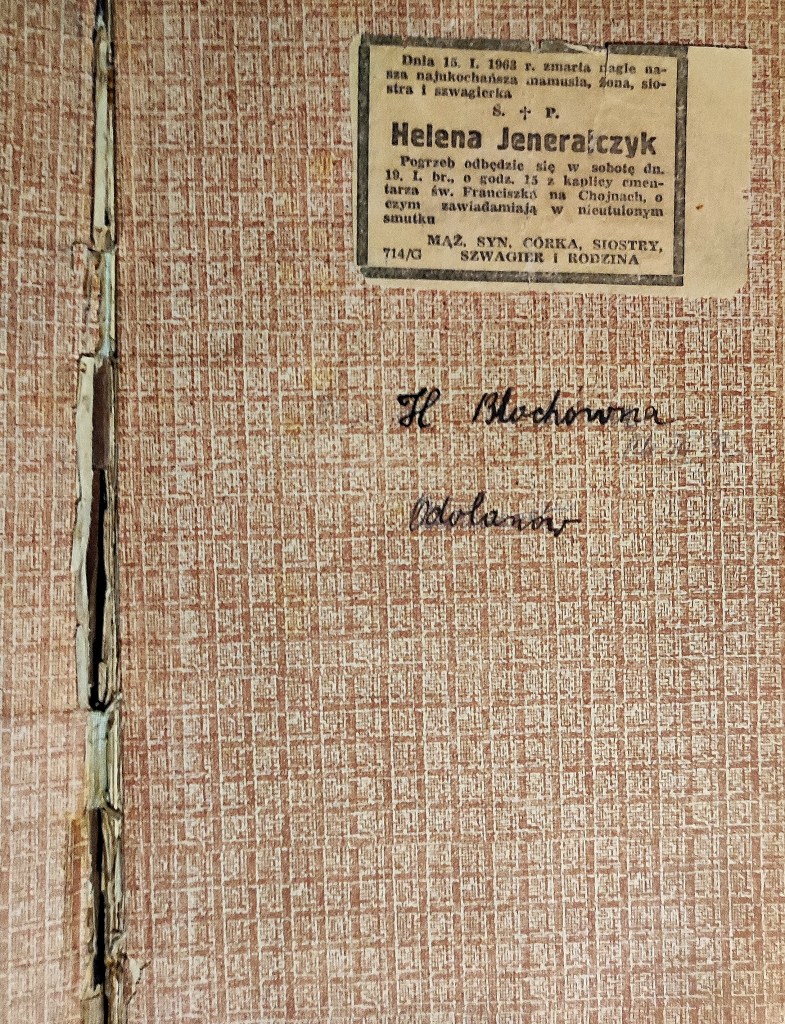 Dnia 15. I. 1963 r. zmarła nagle na-
sza najukochańsza mamusia, żona, sio-
stra i szwagierka
Ś. ✝ P.
Helena Jenerałczyk
Pogrzeb odbędzie się w sobotę dn.
19. I. br., o godz. 15 z kaplicy cmen-
tarza św. Franciszka na Chojnach, o
czym zawiadamiają w nieutulonym
smutku
MĄŻ, SYN, CÓRKA, SIOSTRY,
714/G SZWAGIER i RODZINA
H Błochówna
Odolanów